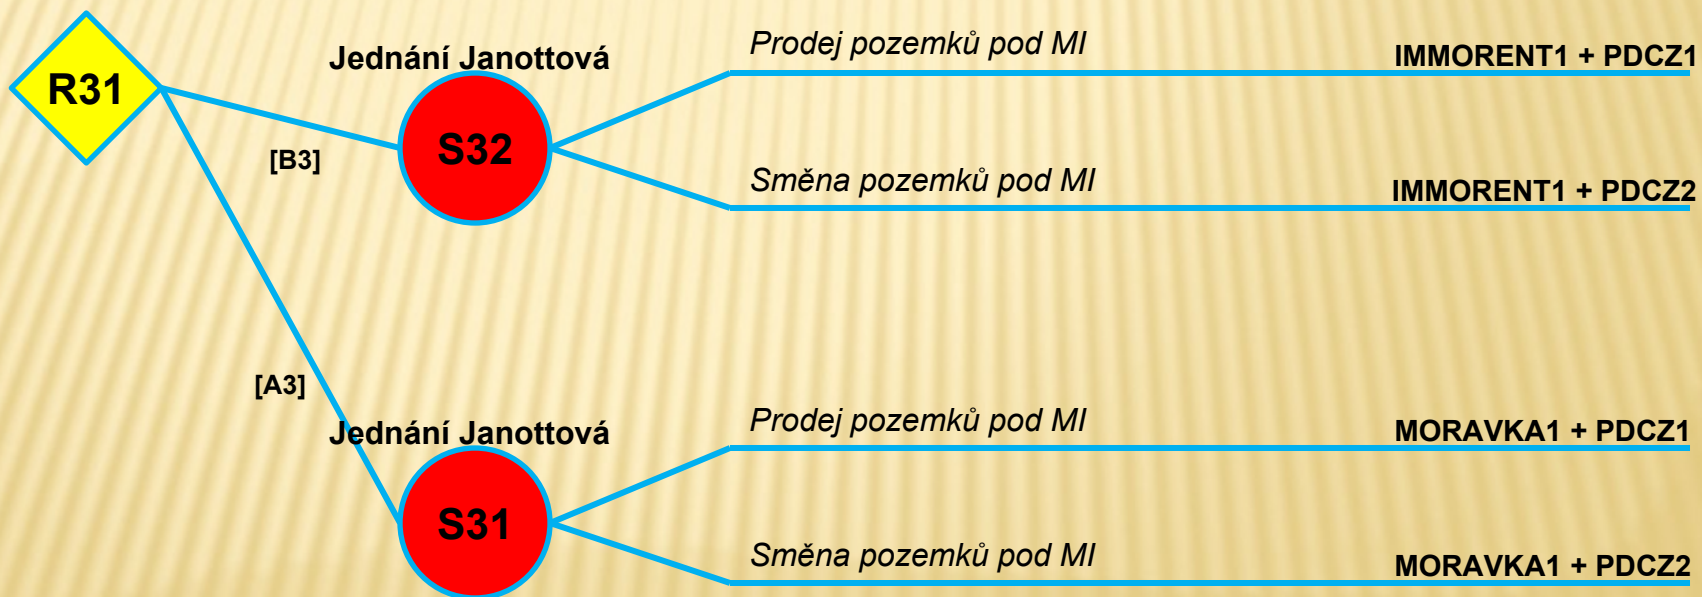 R31
Jednání Janottová
Prodej pozemků pod MI
IMMORENT1 + PDCZ1
[B3]
S32
Směna pozemků pod MI
IMMORENT1 + PDCZ2
[A3]
Jednání Janottová
Prodej pozemků pod MI
MORAVKA1 + PDCZ1
S31
Směna pozemků pod MI
MORAVKA1 + PDCZ2